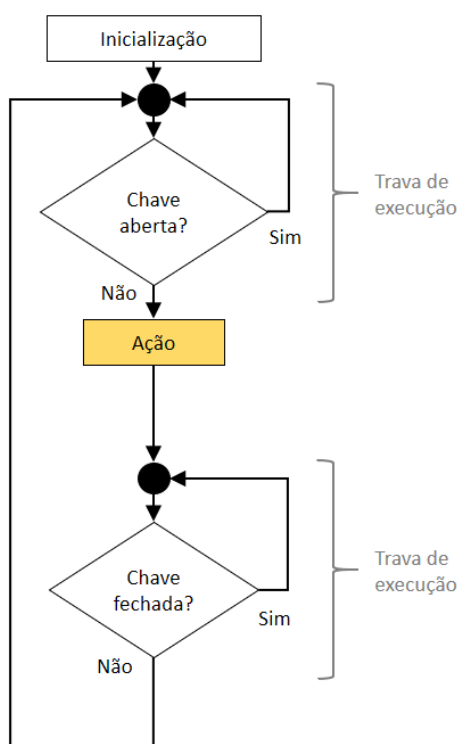 Inicialização
Chave
aberta?
Sim
Trava de
execução
Não
Ação
Chave
fechada?
Sim
Trava de
execução
Não